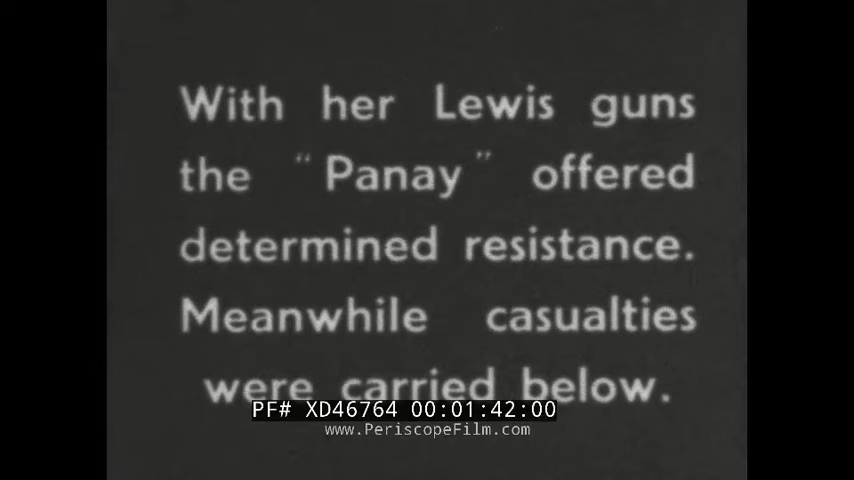 With her Lewis guns
the "Panay" offered
determined resistance.
Meanwhile casualties
were carried below.
PF# XD46764 00:01:42:00
www.PeriscopeFilm.com